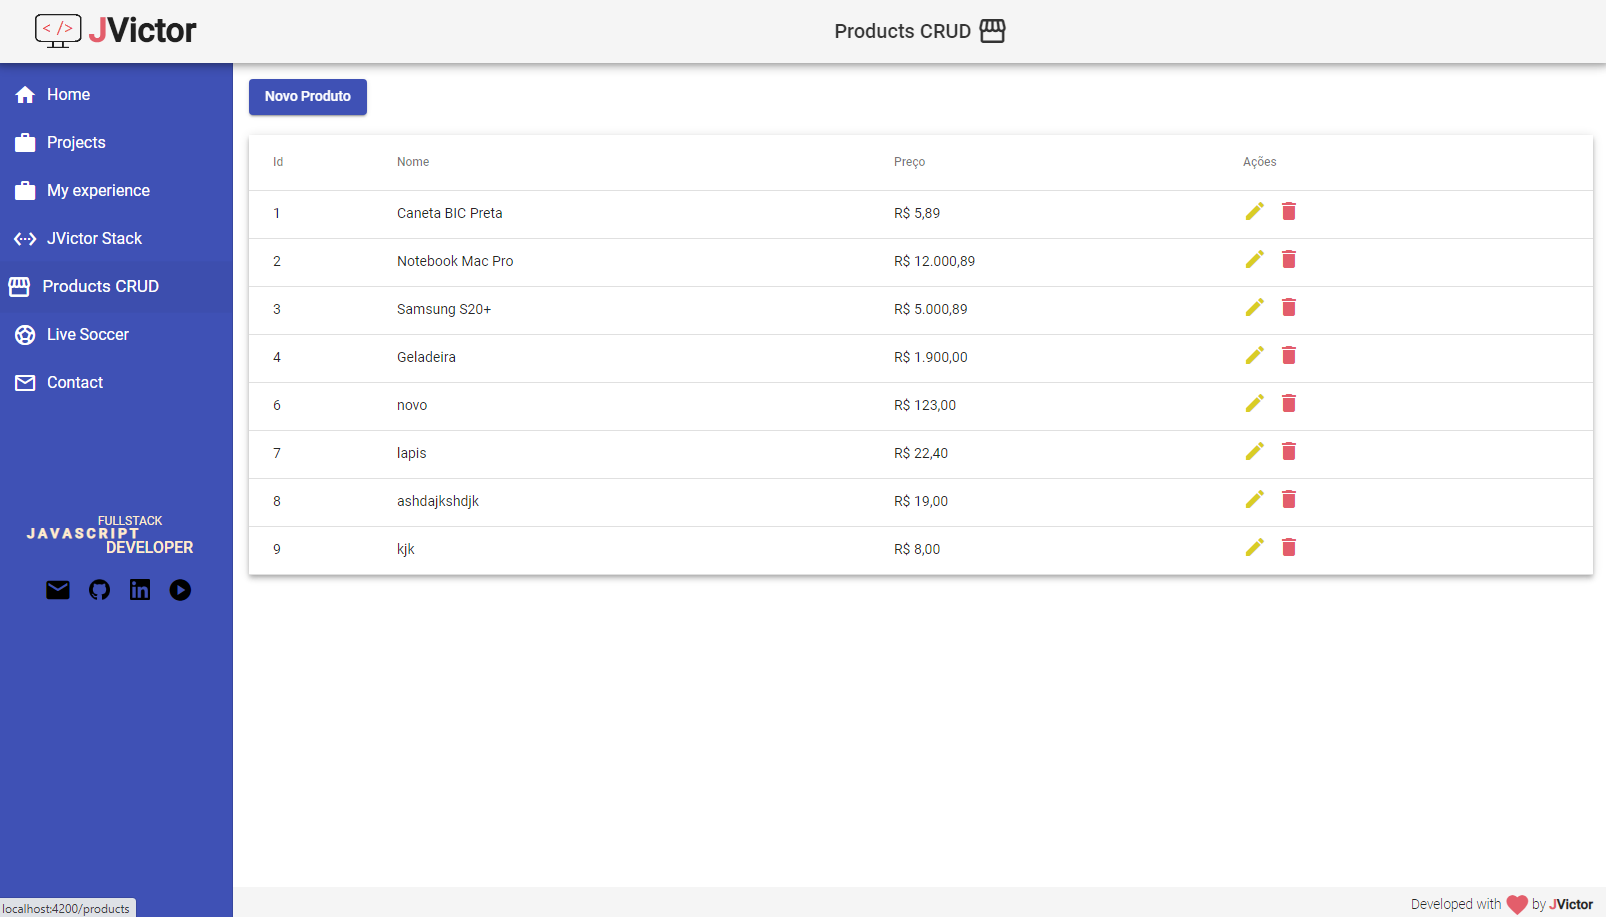 </> JVictor
Products CRUD
Home
Projects
My experience
JVictor Stack
Products CRUD
Live Soccer
Contact
FULLSTACK
JAVASCRIPT
DEVELOPER
Novo Produto
Id Nome Preço Ações
1 Caneta BIC Preta R$ 5,89
2 Notebook Mac Pro R$ 12.000,89
3 Samsung S20+ R$ 5.000,89
4 Geladeira R$ 1.900,00
6 novo R$ 123,00
7 lapis R$ 22,40
8 ashdajkshdjk R$ 19,00
9 kjk R$ 8,00
localhost:4200/products
Developed with by JVictor